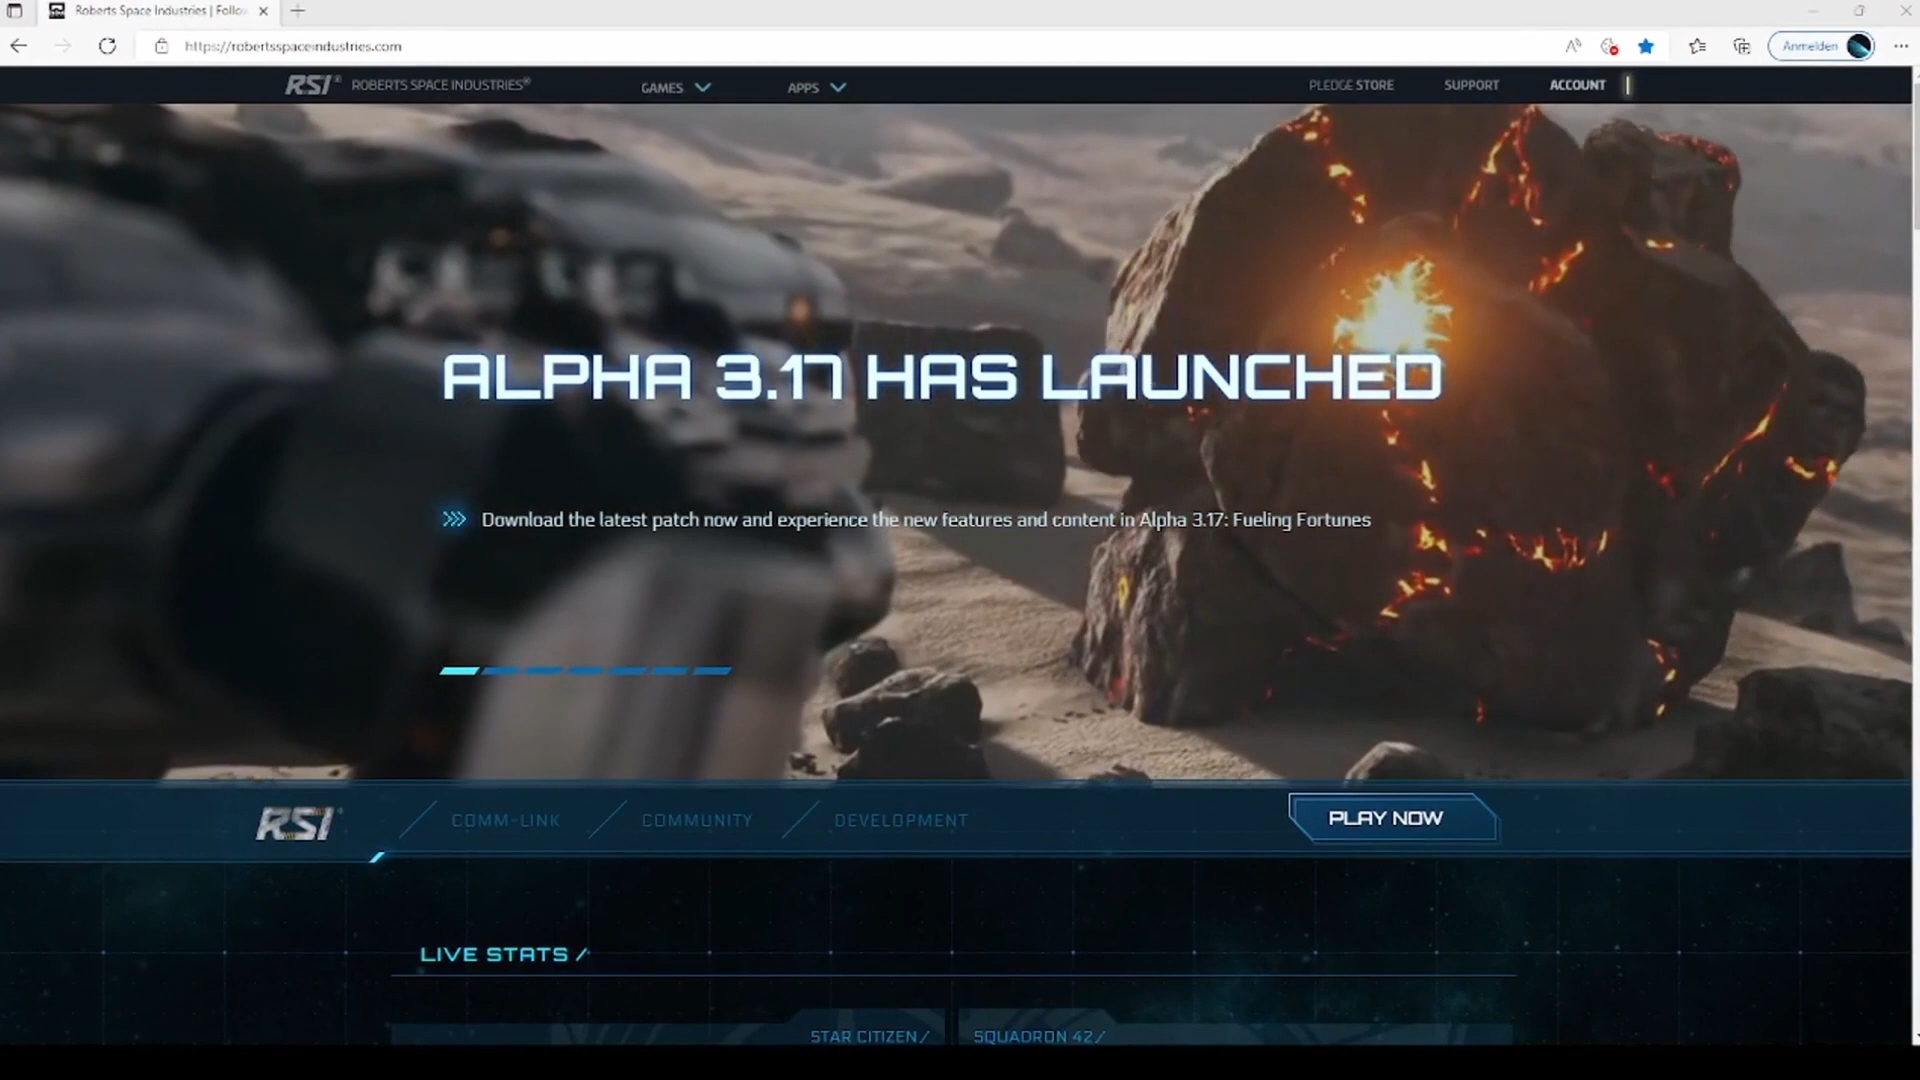 Roberts Space Industries | Follo
https://robertsspaceindustries.com
Anmelden
RSI® ROBERTS SPACE INDUSTRIES®
GAMES
APPS
PLEDGE STORE
SUPPORT
ACCOUNT
ALPHA 3.17 HAS LAUNCHED
Download the latest patch now and experience the new features and content in Alpha 3.17: Fueling Fortunes
RSI
COMM-LINK
COMMUNITY
DEVELOPMENT
PLAY NOW
LIVE STATS /
STAR CITIZEN /
SQUADRON 42 /